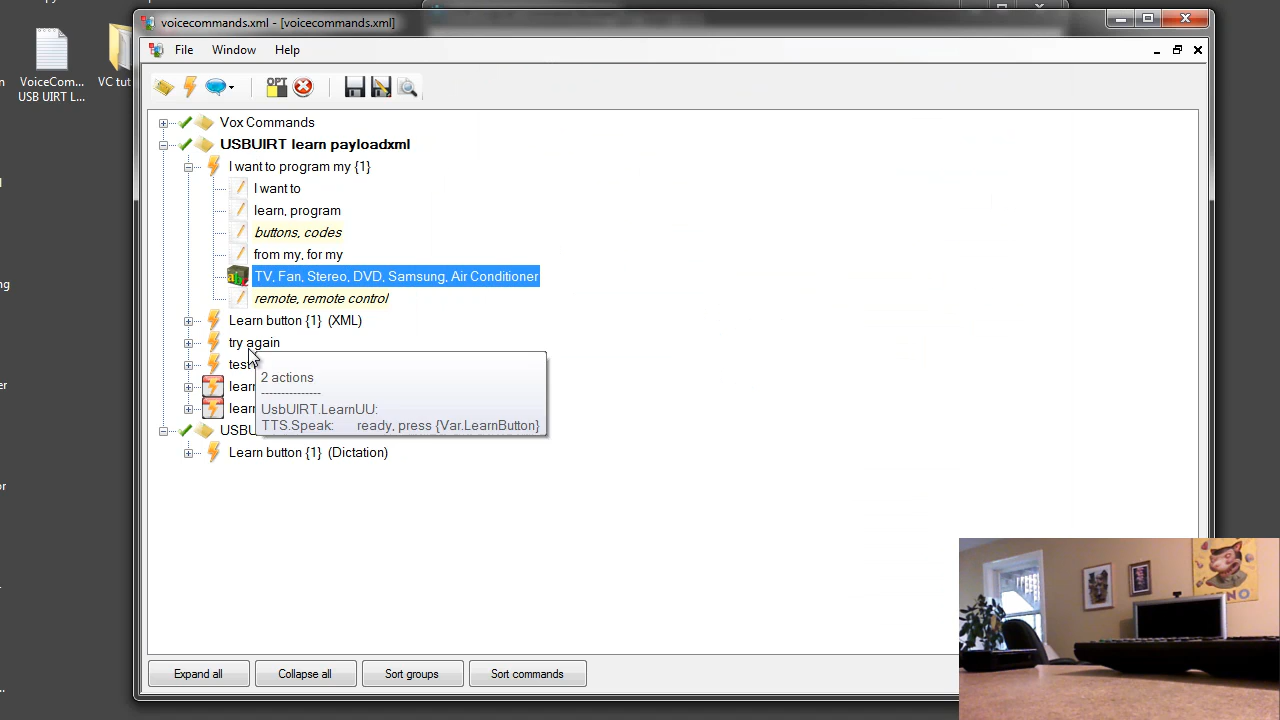 voicecommands.xml - [voicecommands.xml]
File Window Help
VoiceCom...
USB UIRT L...
VC tut
OPT
Vox Commands
USBUIRT learn payloadxml
I want to program my {1}
I want to
learn, program
buttons, codes
from my, for my
TV, Fan, Stereo, DVD, Samsung, Air Conditioner
remote, remote control
Learn button {1} (XML)
try again
test
2 actions
---------------
learn
UsbUIRT.LearnUU:
learn
TTS.Speak: ready, press {Var.LearnButton}
USBU
Learn button {1} (Dictation)
Expand all
Collapse all
Sort groups
Sort commands